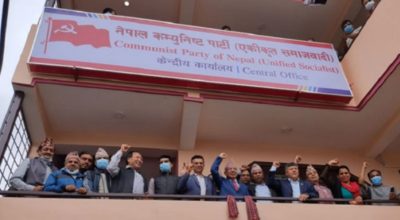 नेपाल कम्युनिष्ट पार्टी (एकीकृत समाजवादी)
Communist Party of Nepal (Unified Socialist)
केन्द्रीय कार्यालय | Central Office